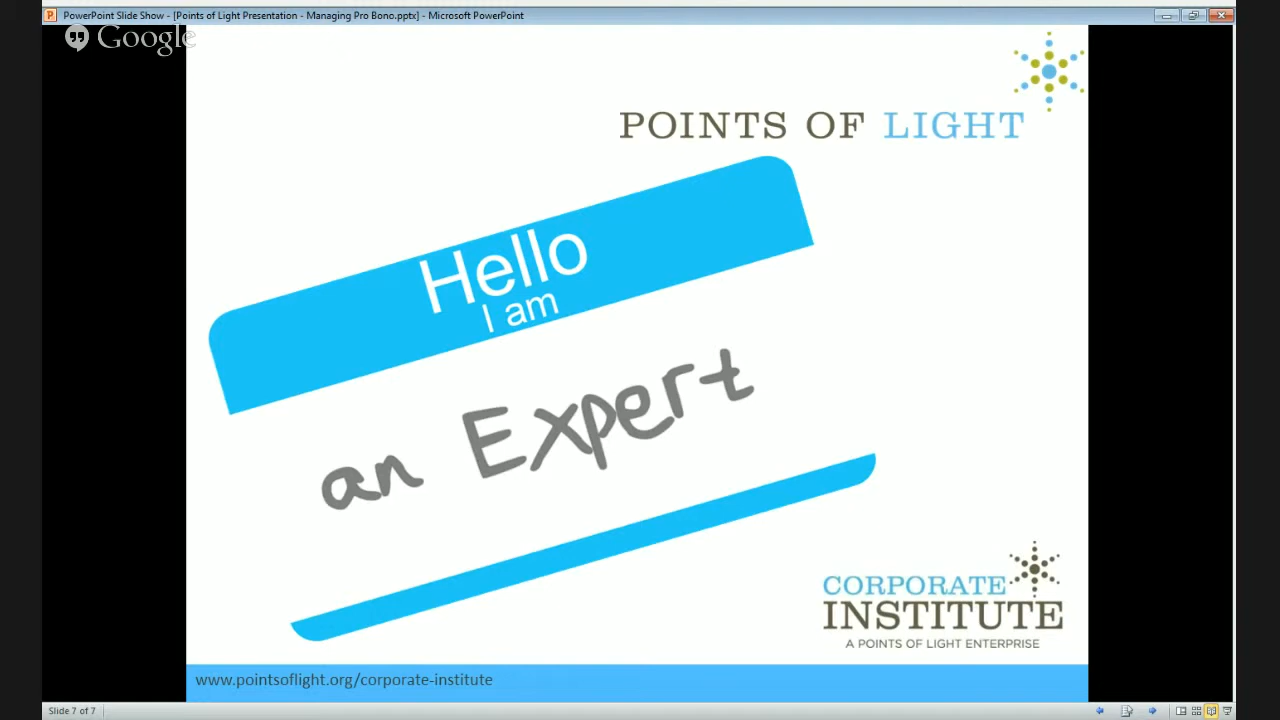 PowerPoint Slide Show - [Points of Light Presentation - Managing Pro Bono.pptx] - Microsoft PowerPoint
Google
POINTS OF LIGHT
Hello
I am
an Expert
CORPORATE
INSTITUTE
A POINTS OF LIGHT ENTERPRISE
www.pointsoflight.org/corporate-institute
Slide 7 of 7